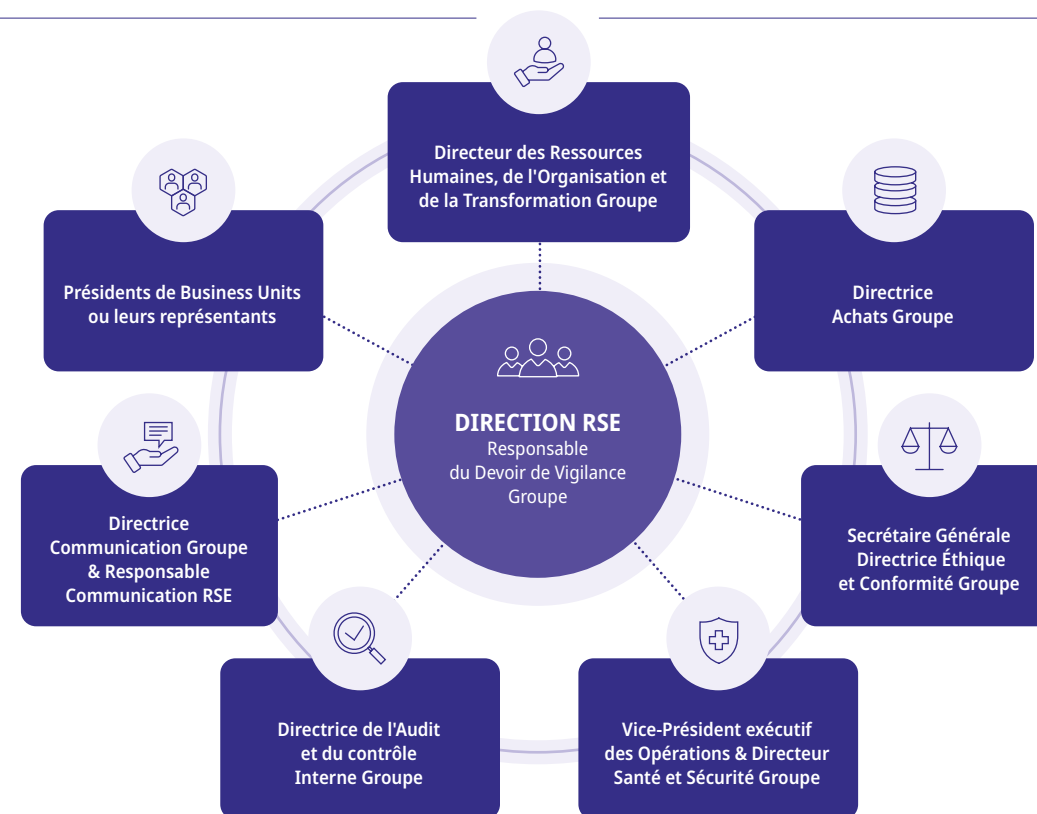 Directeur des Ressources
Humaines, de l'Organisation et
de la Transformation Groupe
Présidents de Business Units
ou leurs représentants
Directrice
Achats Groupe
DIRECTION RSE
Responsable
du Devoir de Vigilance
Groupe
Directrice
Communication Groupe
& Responsable
Communication RSE
Secrétaire Générale
Directrice Éthique
et Conformité Groupe
Directrice de l'Audit
et du contrôle
Interne Groupe
Vice-Président exécutif
des Opérations & Directeur
Santé et Sécurité Groupe